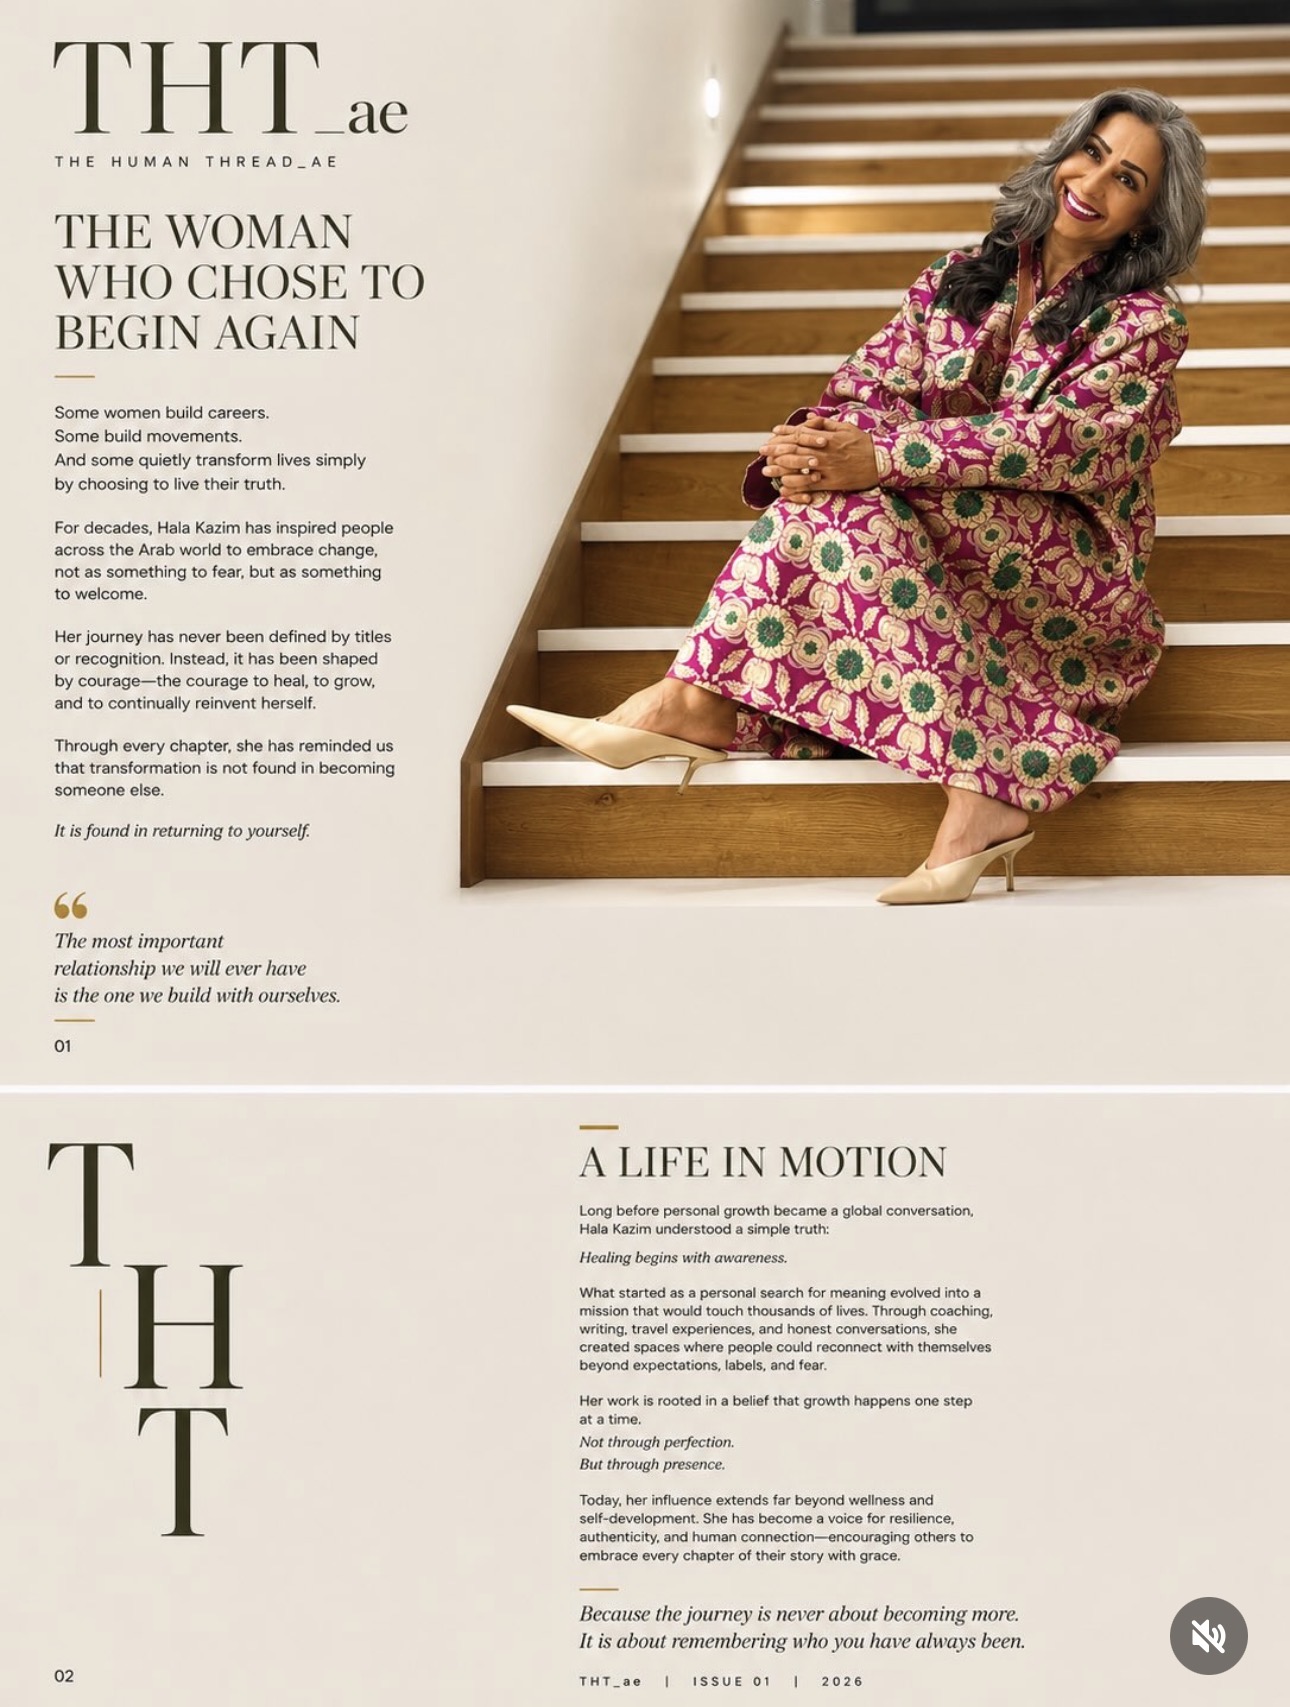 THT_ae
THE HUMAN THREAD_AE
THE WOMAN
WHO CHOSE TO
BEGIN AGAIN
Some women build careers.
Some build movements.
And some quietly transform lives simply
by choosing to live their truth.
For decades, Hala Kazim has inspired people
across the Arab world to embrace change,
not as something to fear, but as something
to welcome.
Her journey has never been defined by titles
or recognition. Instead, it has been shaped
by courage—the courage to heal, to grow,
and to continually reinvent herself.
Through every chapter, she has reminded us
that transformation is not found in becoming
someone else.
It is found in returning to yourself.
“
The most important
relationship we will ever have
is the one we build with ourselves.
01
T
H
T
02
A LIFE IN MOTION
Long before personal growth became a global conversation,
Hala Kazim understood a simple truth:
Healing begins with awareness.
What started as a personal search for meaning evolved into a
mission that would touch thousands of lives. Through coaching,
writing, travel experiences, and honest conversations, she
created spaces where people could reconnect with themselves
beyond expectations, labels, and fear.
Her work is rooted in a belief that growth happens one step
at a time.
Not through perfection.
But through presence.
Today, her influence extends far beyond wellness and
self-development. She has become a voice for resilience,
authenticity, and human connection—encouraging others to
embrace every chapter of their story with grace.
Because the journey is never about becoming more.
It is about remembering who you have always been.
THT_ae | ISSUE 01 | 2026